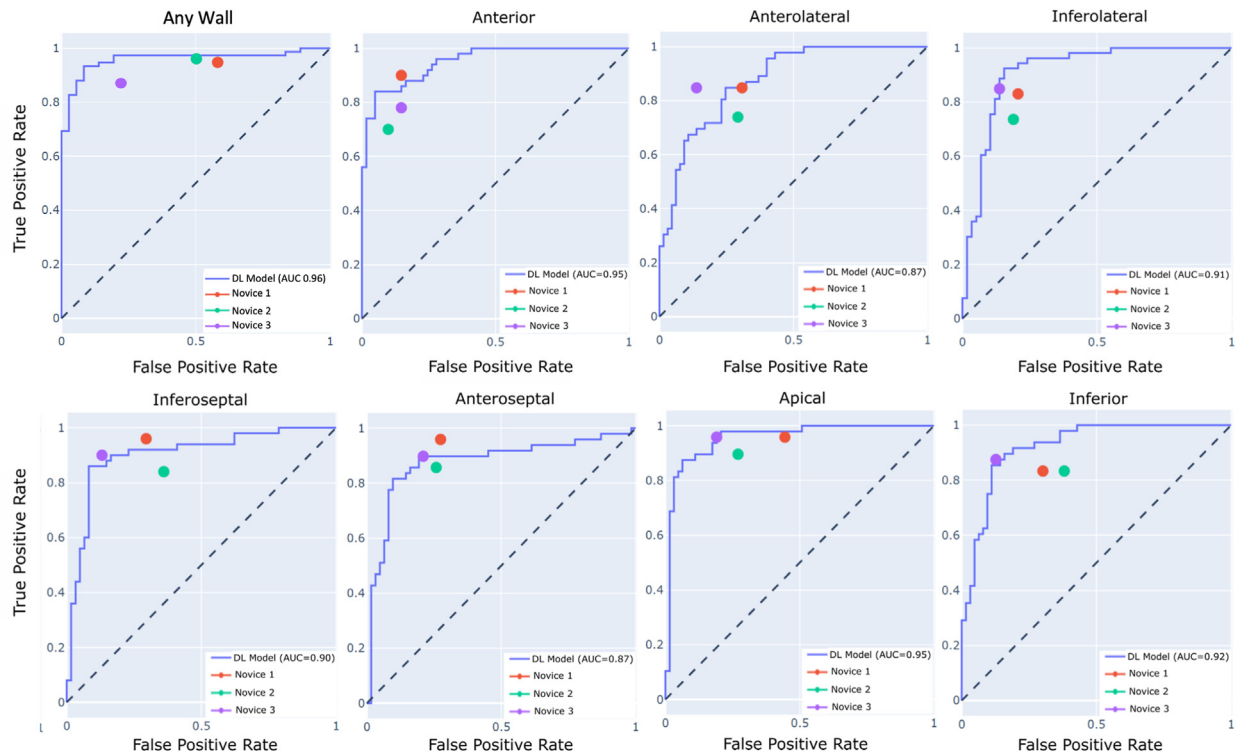 Any Wall
Anterior
Anterolateral
Inferolateral
True Positive Rate
1
0.8
0.6
0.4
0.2
0
0
0.5
1
False Positive Rate
DL Model (AUC 0.96)
Novice 1
Novice 2
Novice 3
1
0.8
0.6
0.4
0.2
0
0
0.5
1
False Positive Rate
DL Model (AUC=0.95)
Novice 1
Novice 2
Novice 3
1
0.8
0.6
0.4
0.2
0
0
0.5
1
False Positive Rate
DL Model (AUC=0.87)
Novice 1
Novice 2
Novice 3
1
0.8
0.6
0.4
0.2
0
0
0.5
1
False Positive Rate
DL Model (AUC=0.91)
Novice 1
Novice 2
Novice 3
Inferoseptal
Anteroseptal
Apical
Inferior
True Positive Rate
1
0.8
0.6
0.4
0.2
0
0
0.5
1
False Positive Rate
DL Model (AUC=0.90)
Novice 1
Novice 2
Novice 3
1
0.8
0.6
0.4
0.2
0
0
0.5
1
False Positive Rate
DL Model (AUC=0.87)
Novice 1
Novice 2
Novice 3
1
0.8
0.6
0.4
0.2
0
0
0.5
1
False Positive Rate
DL Model (AUC=0.95)
Novice 1
Novice 2
Novice 3
1
0.8
0.6
0.4
0.2
0
0
0.5
1
False Positive Rate
DL Model (AUC=0.92)
Novice 1
Novice 2
Novice 3